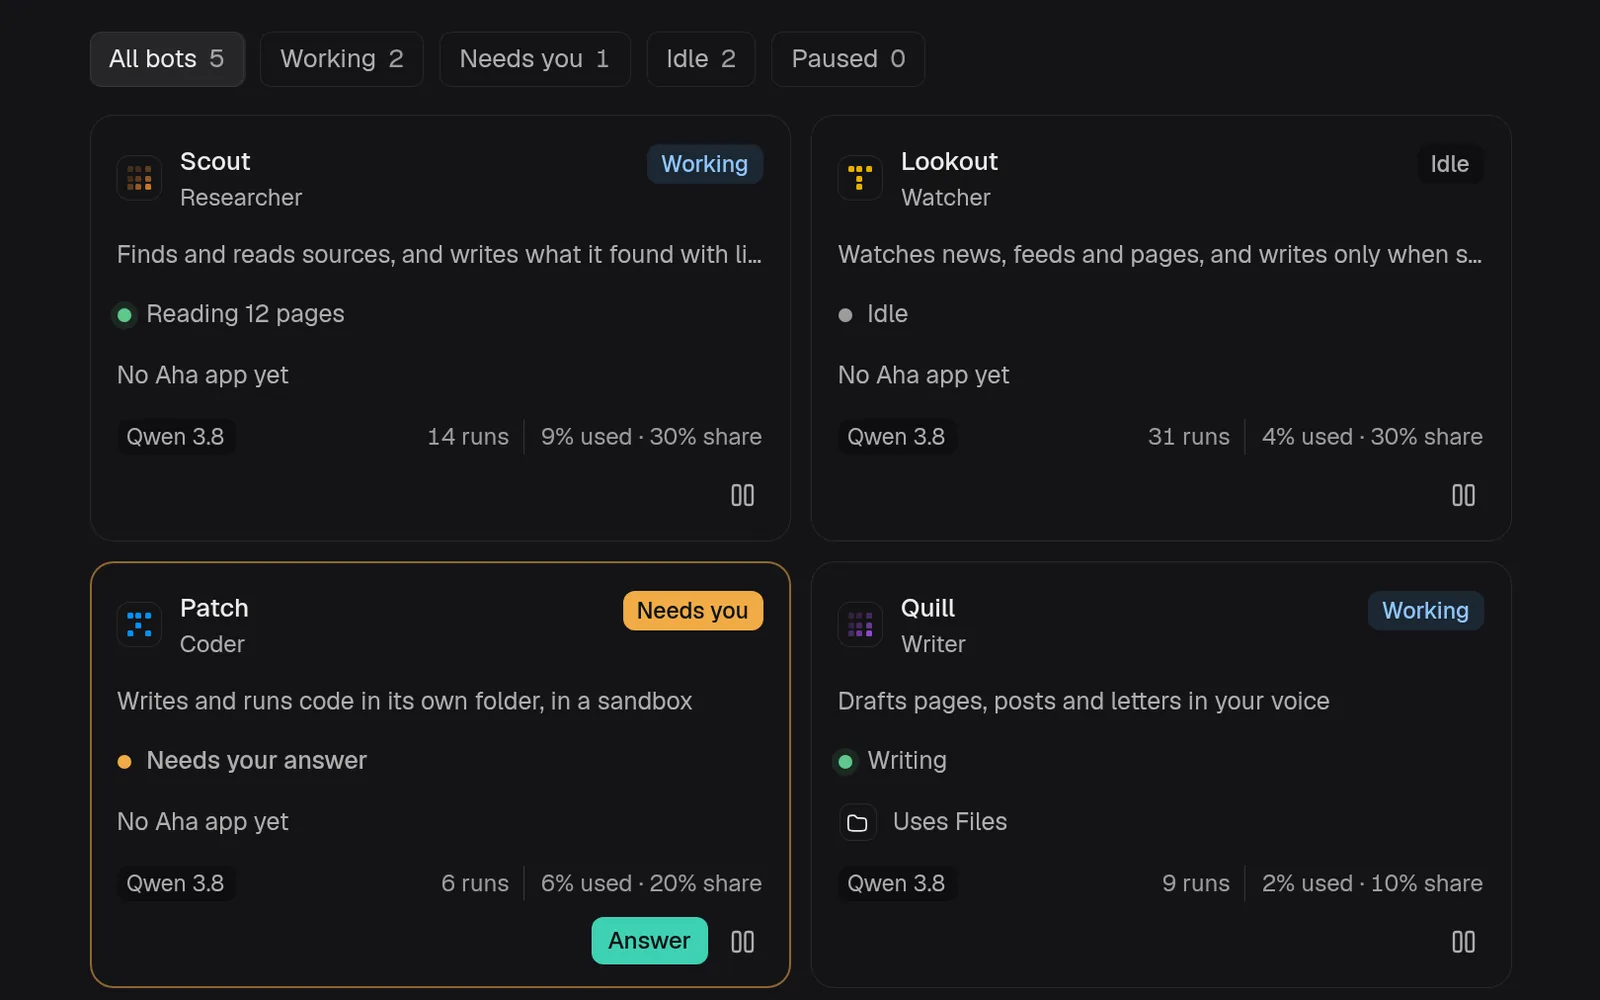 All bots 5
Working 2
Needs you 1
Idle 2
Paused 0
Scout
Researcher
Working
Finds and reads sources, and writes what it found with li...
Reading 12 pages
No Aha app yet
Qwen 3.8
14 runs
9% used · 30% share
Lookout
Watcher
Idle
Watches news, feeds and pages, and writes only when s...
Idle
No Aha app yet
Qwen 3.8
31 runs
4% used · 30% share
Patch
Coder
Needs you
Writes and runs code in its own folder, in a sandbox
Needs your answer
No Aha app yet
Qwen 3.8
6 runs
6% used · 20% share
Answer
Quill
Writer
Working
Drafts pages, posts and letters in your voice
Writing
Uses Files
Qwen 3.8
9 runs
2% used · 10% share